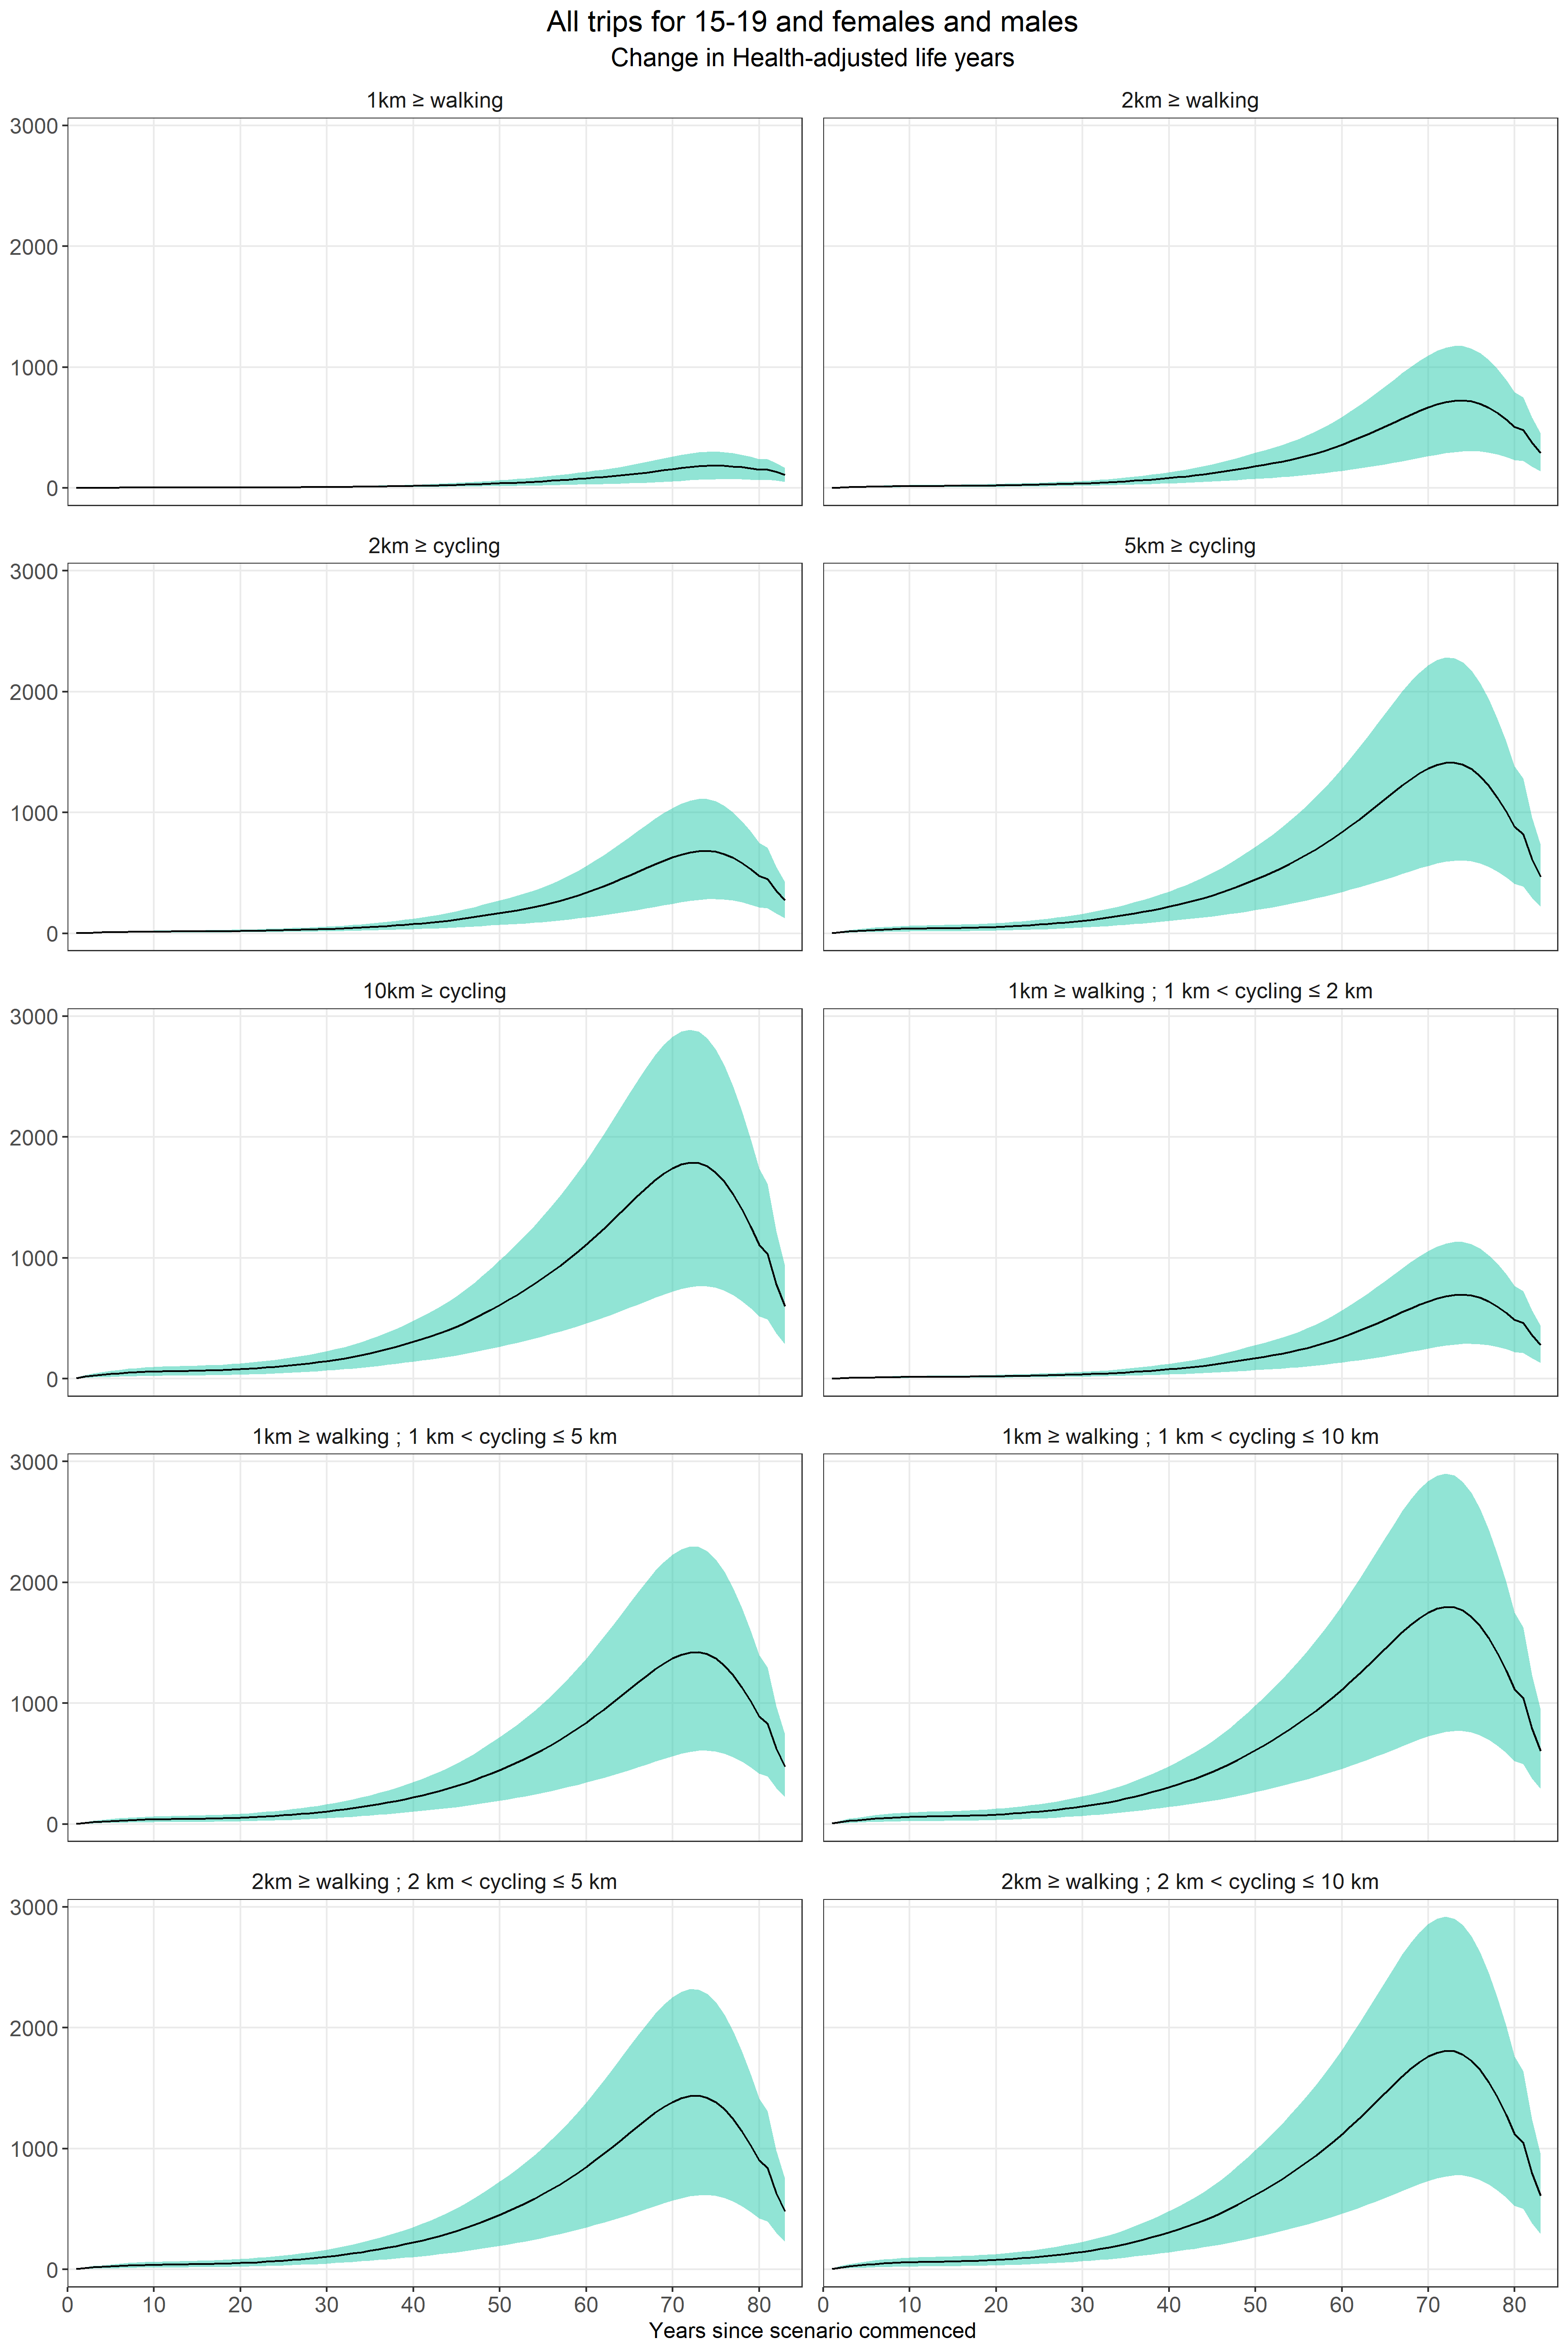 All trips for 15-19 and females and males
Change in Health-adjusted life years
1km ≥ walking
2km ≥ walking
3000
2000
1000
0
2km ≥ cycling
5km ≥ cycling
3000
2000
1000
0
10km ≥ cycling
1km ≥ walking ; 1 km < cycling ≤ 2 km
3000
2000
1000
0
1km ≥ walking ; 1 km < cycling ≤ 5 km
1km ≥ walking ; 1 km < cycling ≤ 10 km
3000
2000
1000
0
2km ≥ walking ; 2 km < cycling ≤ 5 km
2km ≥ walking ; 2 km < cycling ≤ 10 km
3000
2000
1000
0
0 10 20 30 40 50 60 70 80 0 10 20 30 40 50 60 70 80
Years since scenario commenced